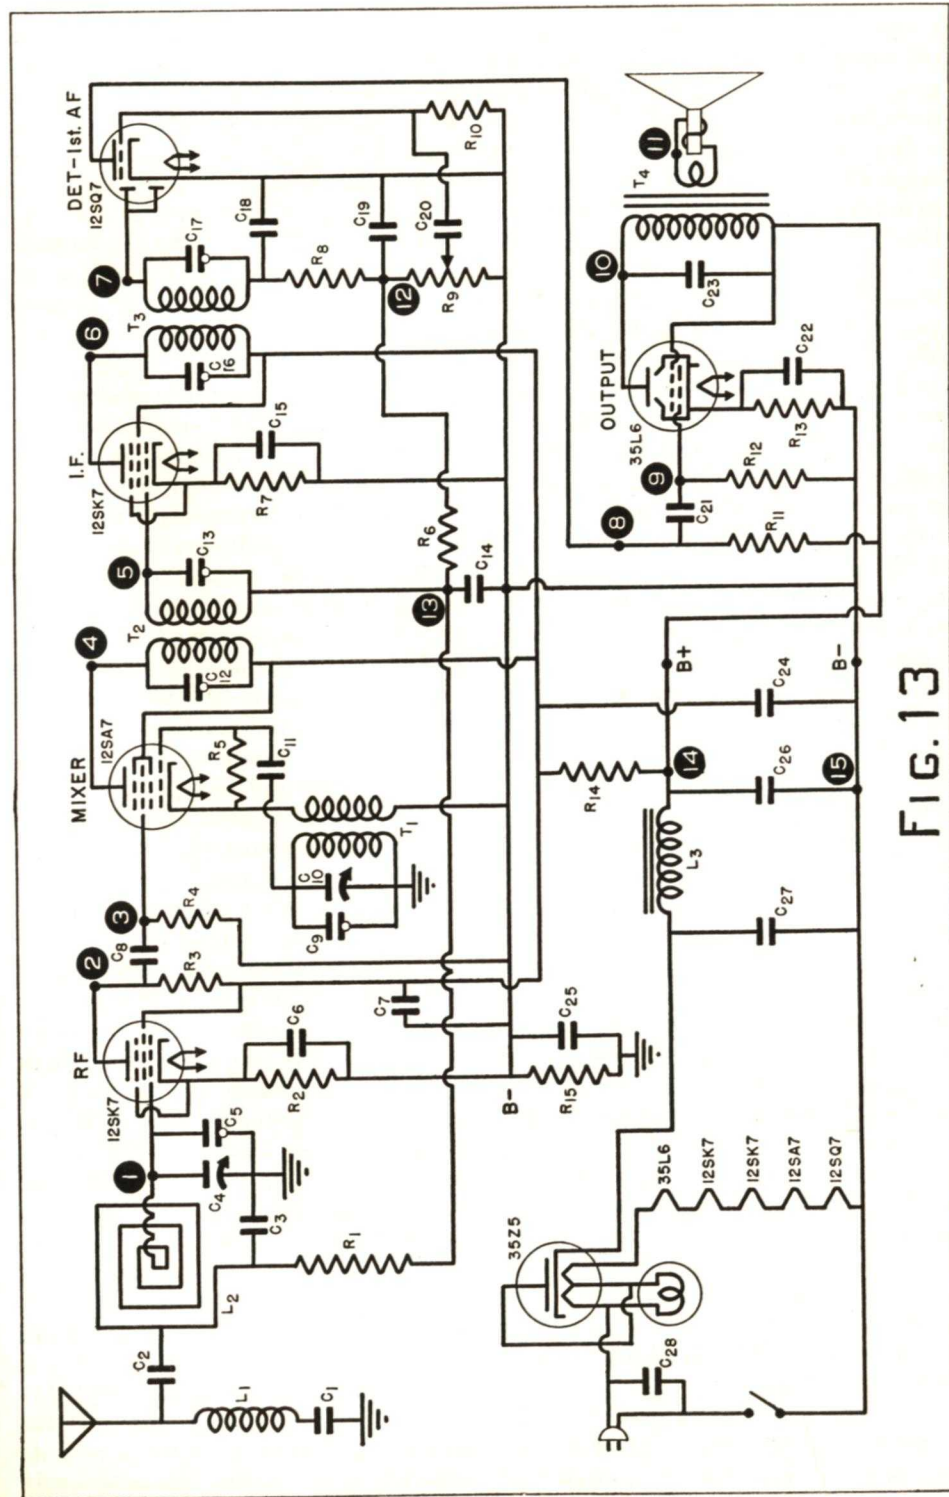 DET-1st. AF
12SQ7
7
6
I.F.
12SK7
5
4
MIXER
12SA7
3
2
RF
12SK7
1
T3
C17
C16
C18
R8
C19
C20
R9
R10
12
C15
R7
R6
T2
C13
C12
C14
13
R5
C11
T1
C10
C9
R4
C8
R3
C7
C6
R2
C5
C4
C3
R1
L2
C2
L1
C1
B-
R15
C25
OUTPUT
35L6
10
11
T4
C23
C22
R13
R12
9
C21
8
R11
B+
B-
C24
R14
14
C26
15
L3
C27
35Z5
35L6
12SK7
12SK7
12SA7
12SQ7
C28
FIG. 13